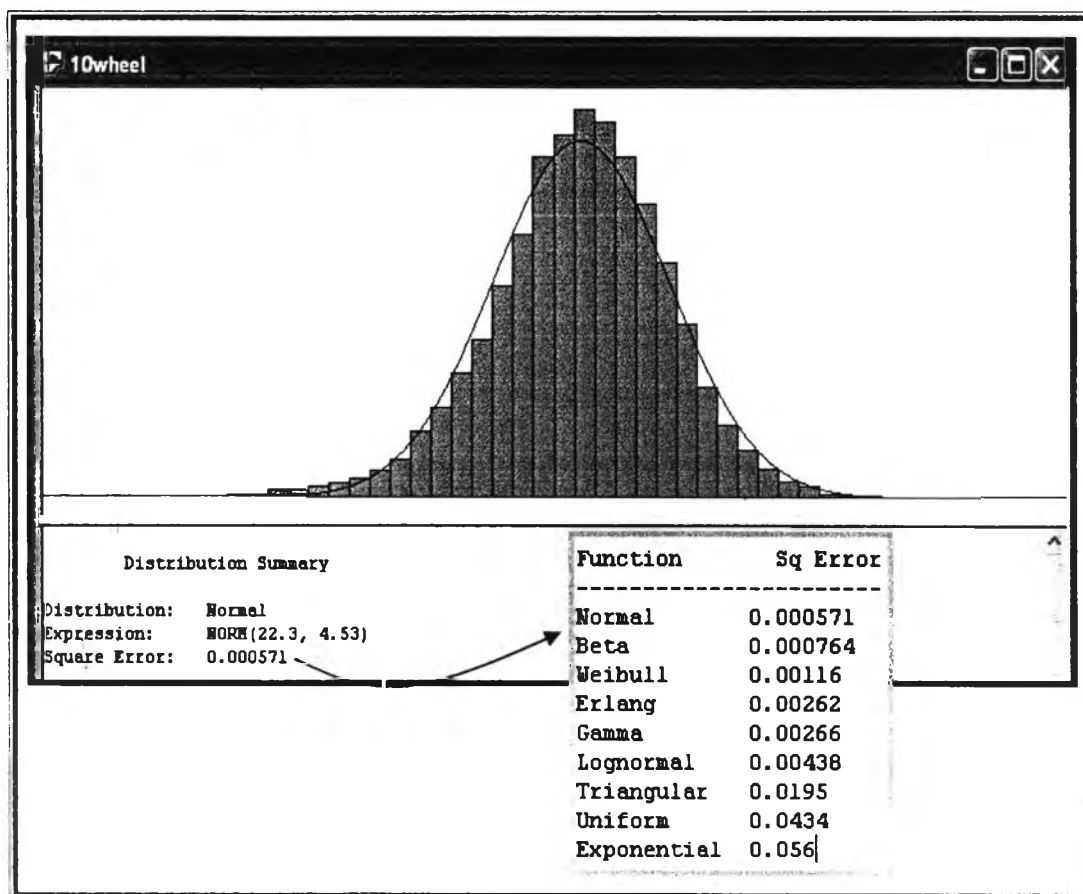 10wheel
Distribution Summary
Distribution: Normal
Expression: NORM(22.3, 4.53)
Square Error: 0.000571
Function Sq Error
------------------------------
Normal 0.000571
Beta 0.000764
Weibull 0.00116
Erlang 0.00262
Gamma 0.00266
Lognormal 0.00438
Triangular 0.0195
Uniform 0.0434
Exponential 0.056